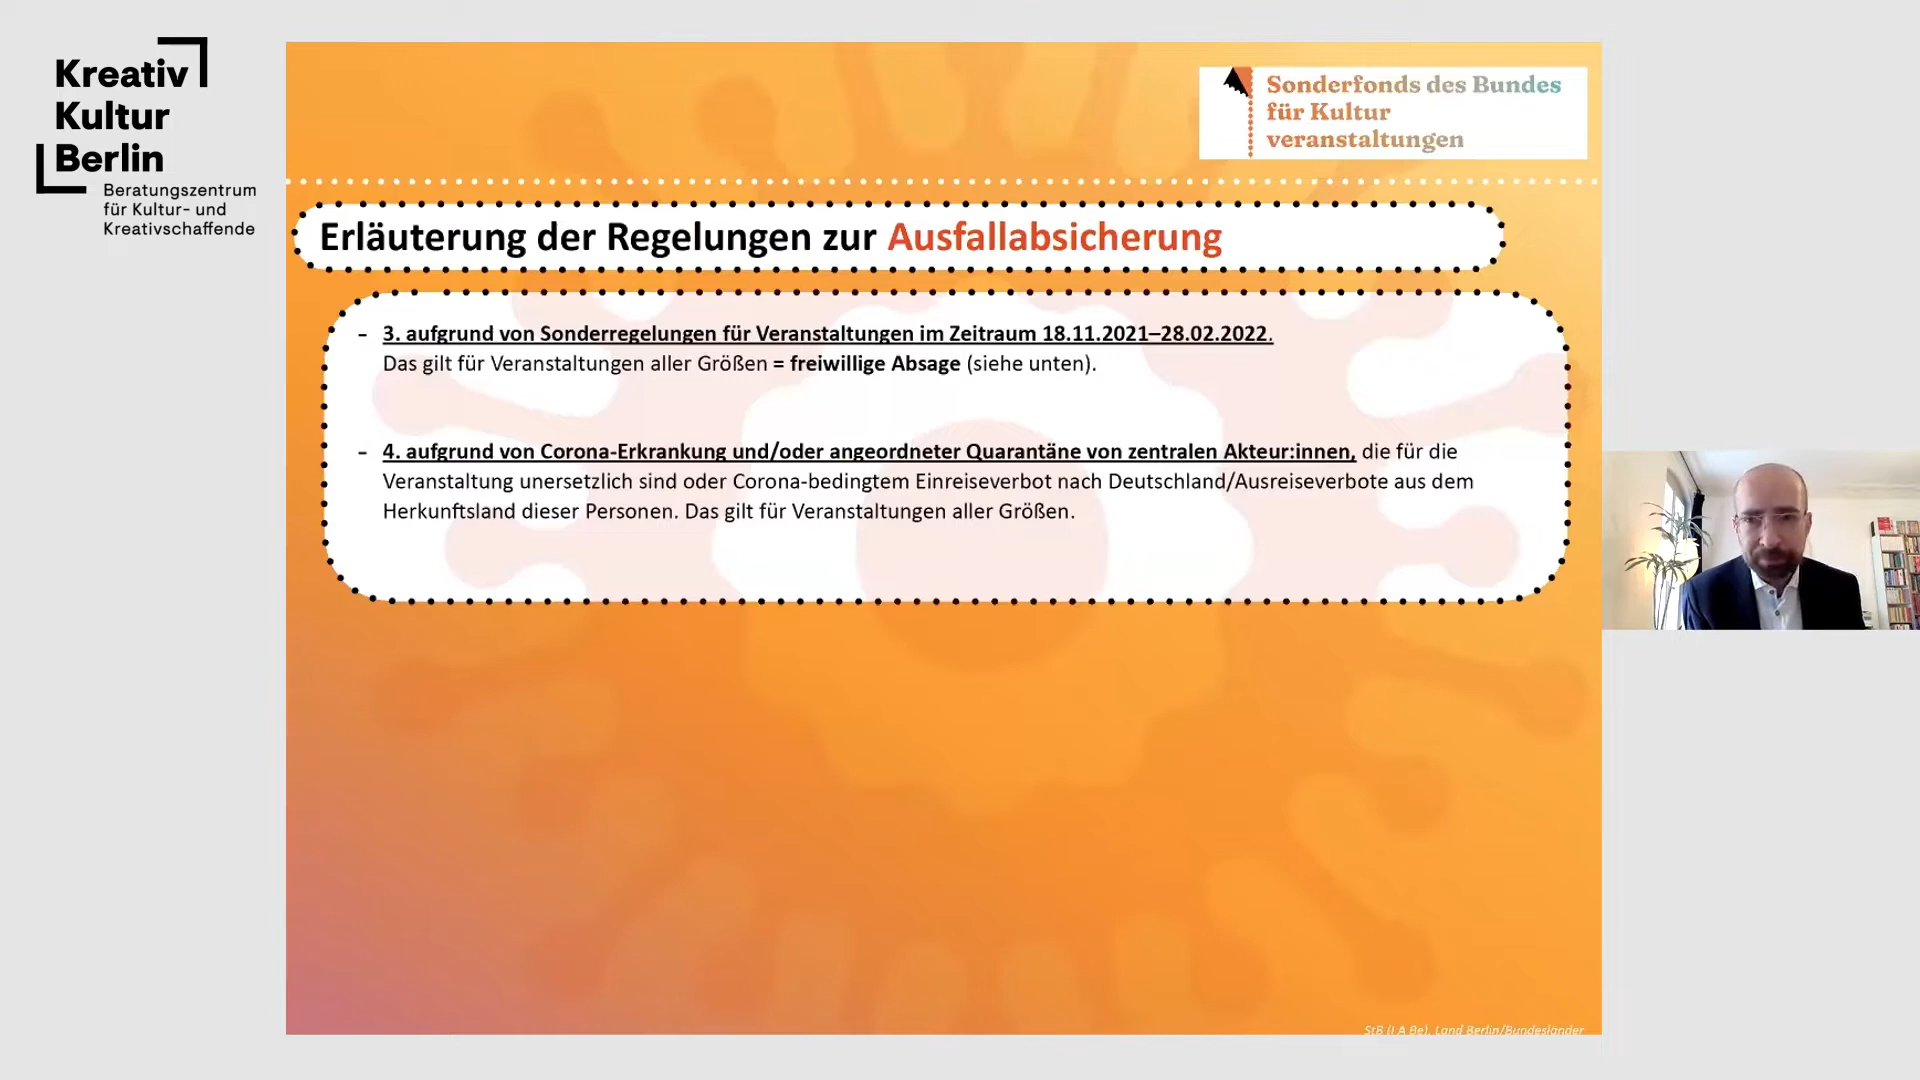 Kreativ
Kultur
Berlin
Beratungszentrum
für Kultur- und
Kreativschaffende
Sonderfonds des Bundes
für Kultur
veranstaltungen
Erläuterung der Regelungen zur Ausfallabsicherung
- 3. aufgrund von Sonderregelungen für Veranstaltungen im Zeitraum 18.11.2021–28.02.2022.
Das gilt für Veranstaltungen aller Größen = freiwillige Absage (siehe unten).
- 4. aufgrund von Corona-Erkrankung und/oder angeordneter Quarantäne von zentralen Akteur:innen, die für die
Veranstaltung unersetzlich sind oder Corona-bedingtem Einreiseverbot nach Deutschland/Ausreiseverbote aus dem
Herkunftsland dieser Personen. Das gilt für Veranstaltungen aller Größen.
StB (I A Be), Land Berlin/Bundesländer